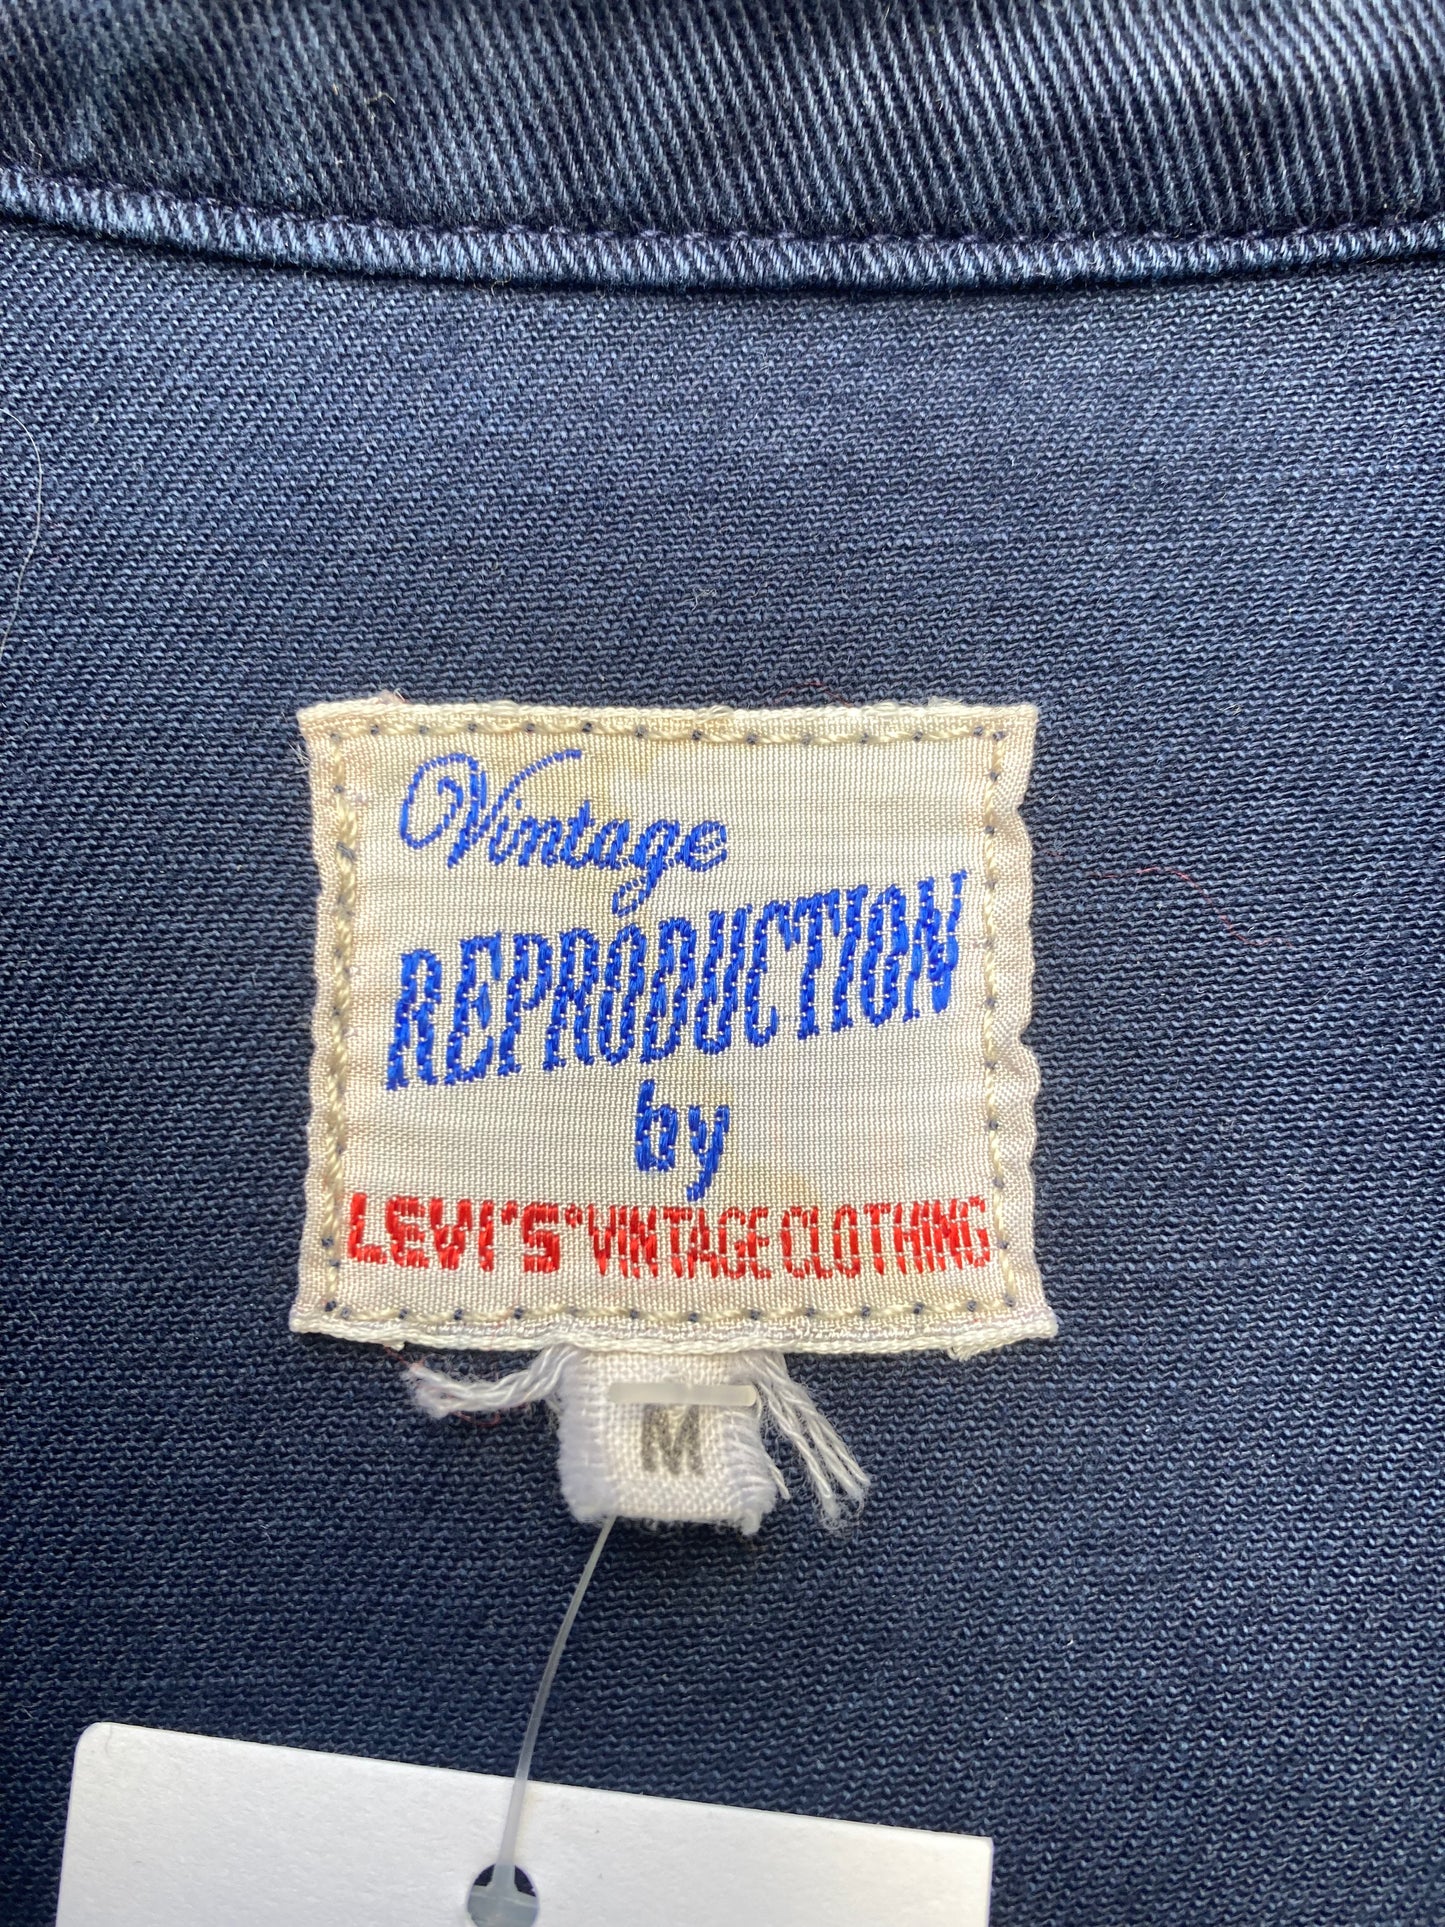 Vintage
REPRODUCTION
by
LEVI'S® VINTAGE CLOTHING
M